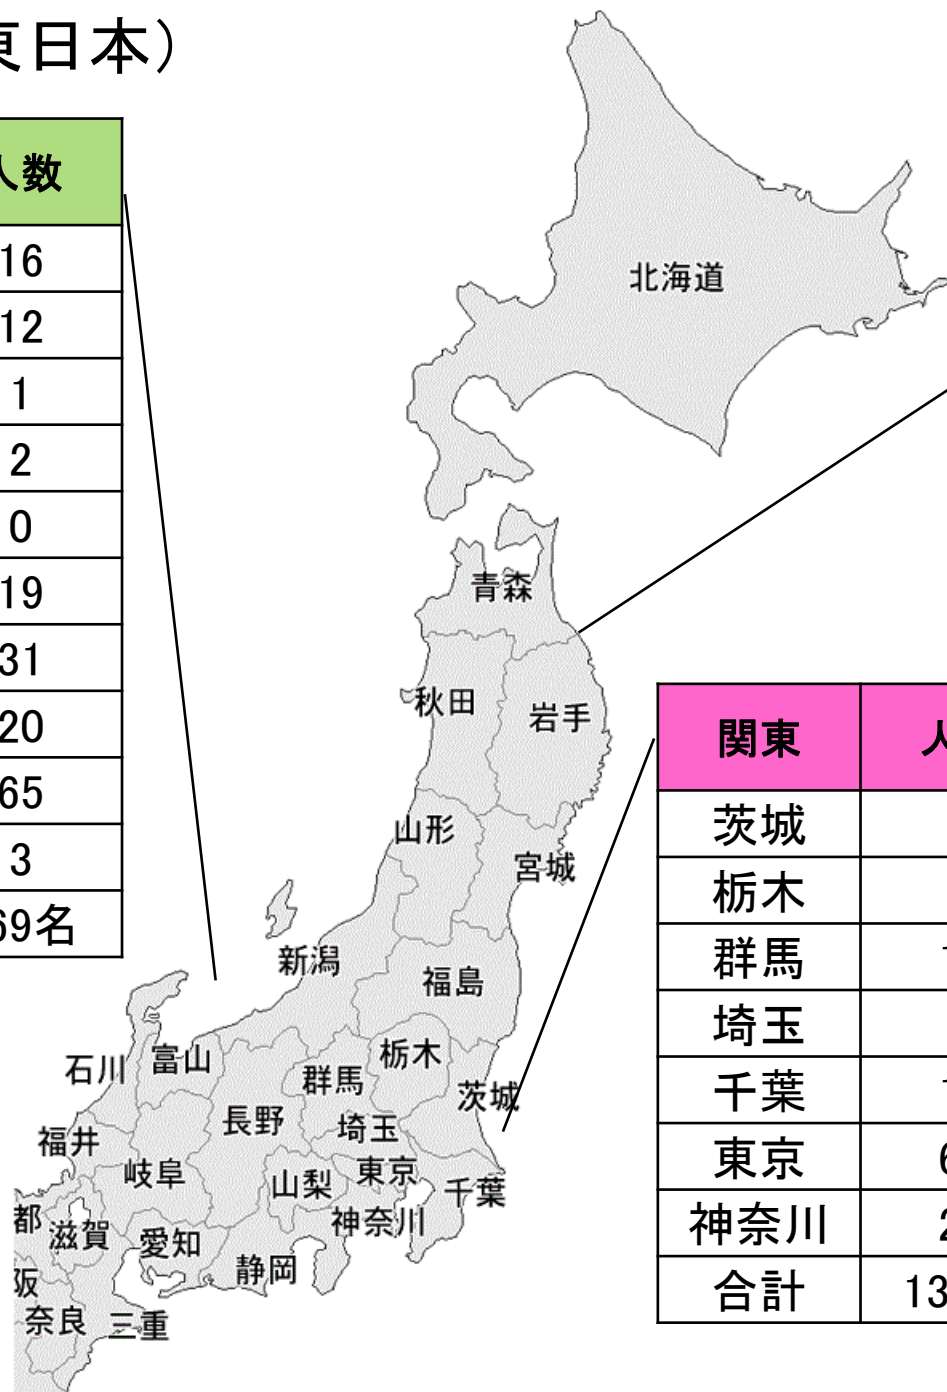 東日本）
人数
16
12
1
2
0
19
31
20
65
3
69名
北海道
青森
秋田
岩手
山形
宮城
新潟
福島
石川
富山
群馬
栃木
茨城
福井
長野
埼玉
岐阜
山梨
東京
千葉
都
滋賀
愛知
静岡
神奈川
阪
奈良
三重
関東 人
茨城
栃木
群馬
埼玉
千葉
東京
神奈川 2
合計 13